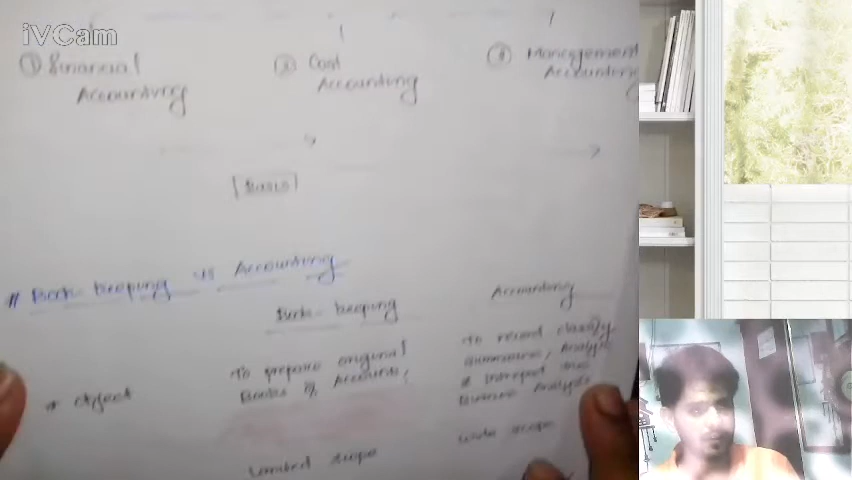 iVCam
① Financial Accounting
② Cost Accounting
③ Management Accounting
Basis
# Book-keeping vs Accounting
Book-keeping
Accounting
* Object
To prepare original
Books of Accounts
To record classify
summarise, Analyse
& interpret the
Business
Limited scope
wide scope